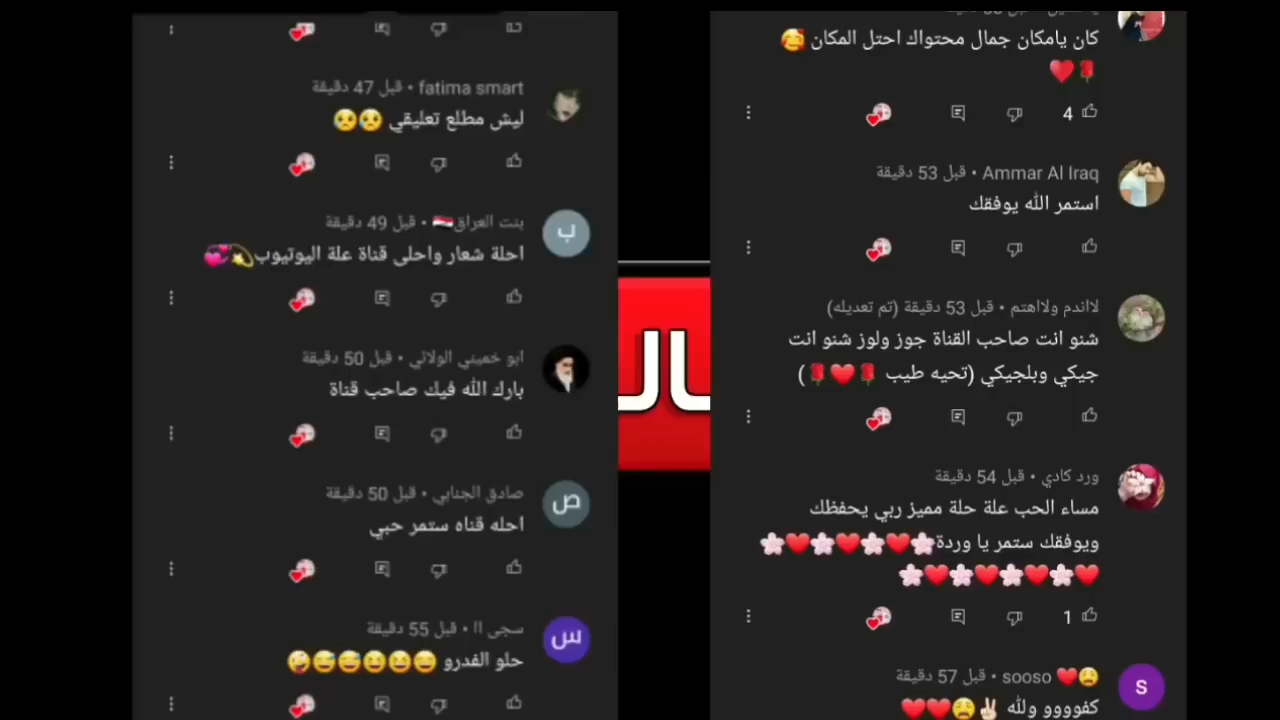 كان يامكان جمال محتواك احتل المكان 🥰
🌹❤️
4
Ammar Al Iraq • قبل 53 دقيقة
استمر الله يوفقك
لااندم ولااهتم • قبل 53 دقيقة (تم تعديله)
شنو انت صاحب القناة جوز ولوز شنو انت
جيكي وبلجيكي (تحيه طيب 🌹❤️🌹)
ورد كادي • قبل 54 دقيقة
مساء الحب علة حلة مميز ربي يحفظك
ويوفقك ستمر يا وردة🌸❤️🌸❤️🌸❤️🌸
❤️🌸❤️🌸❤️🌸❤️🌸
1
sooso ❤️😩 • قبل 57 دقيقة
كفوووو ولله ✌🏻😩❤️❤️
S
fatima smart • قبل 47 دقيقة
ليش مطلع تعليقي 😥😥
بنت العراق🇮🇶 • قبل 49 دقيقة
احلة شعار واحلى قناة علة اليوتيوب💫💞
ب
ابو خميني الولائي • قبل 50 دقيقة
بارك الله فيك صاحب قناة
صادق الجنابي • قبل 50 دقيقة
احله قناه ستمر حبي
ص
سجى اا • قبل 55 دقيقة
حلو الفدرو 😆😆😆😅😅🤪
س